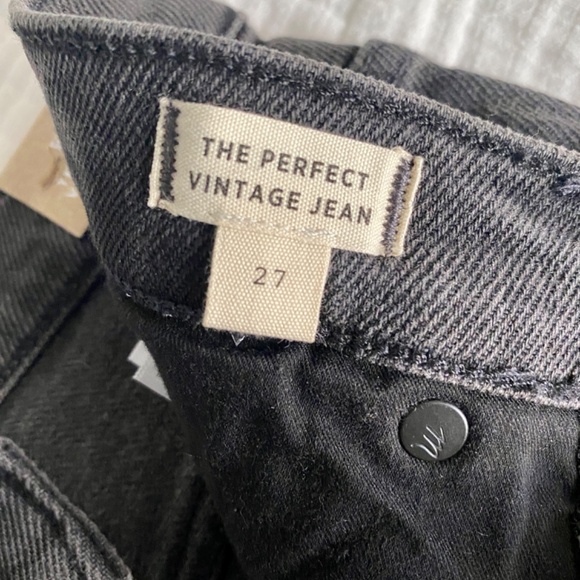 THE PERFECT
VINTAGE JEAN
27
M